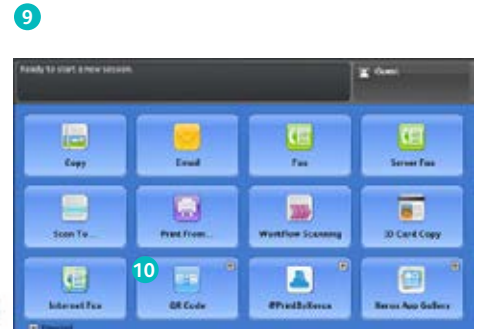 9
Ready to start a new session.
Guest
Copy
Email
Fax
Server Fax
Scan To...
Print From...
Workflow Scanning
ID Card Copy
10
Internet Fax
QR Code
@PrintByXerox
Xerox App Gallery